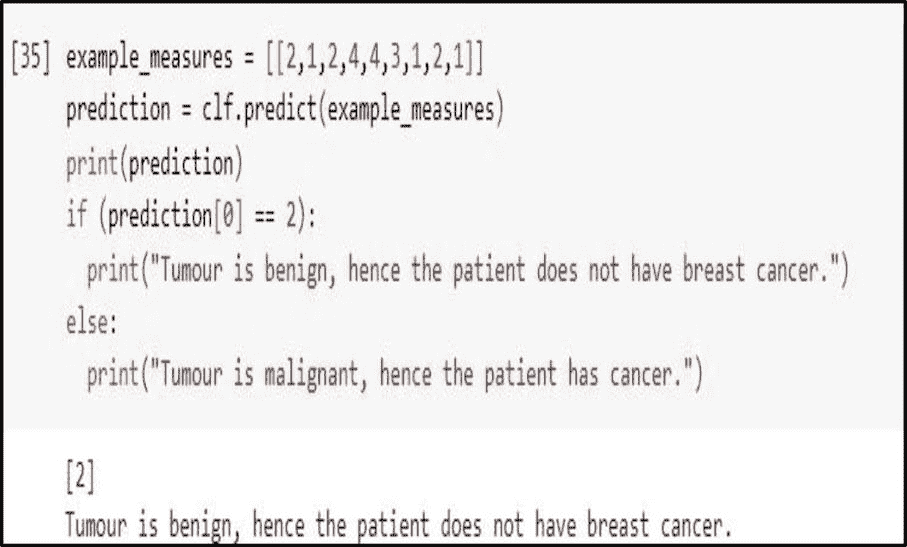 [35] example_measures = [[2,1,2,4,4,3,1,2,1]]
prediction = clf.predict(example_measures)
print(prediction)
if (prediction[0] == 2):
  print("Tumour is benign, hence the patient does not have breast cancer.")
else:
  print("Tumour is malignant, hence the patient has cancer.")
[2]
Tumour is benign, hence the patient does not have breast cancer.